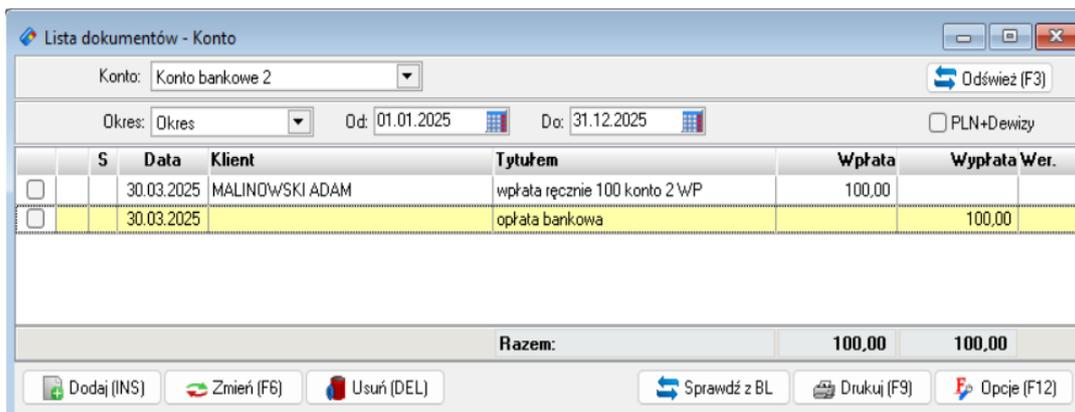 Lista dokumentów - Konto
Konto: Konto bankowe 2 Odśwież (F3)
Okres: Okres Od: 01.01.2025 Do: 31.12.2025 PLN+Dewizy
S Data Klient Tytułem Wpłata Wypłata Wer.
30.03.2025 MALINOWSKI ADAM wpłata ręcznie 100 konto 2 WP 100,00
30.03.2025 opłata bankowa 100,00
Razem: 100,00 100,00
Dodaj (INS) Zmień (F6) Usuń (DEL) Sprawdź z BL Drukuj (F9) Opcje (F12)